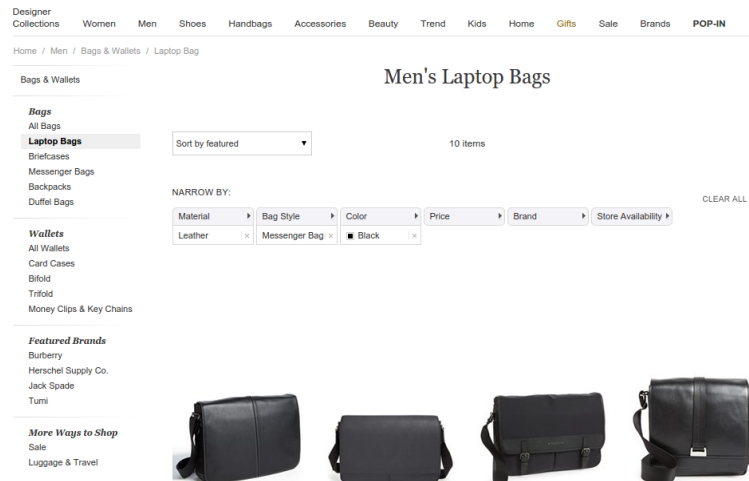 Designer
Collections Women Men Shoes Handbags Accessories Beauty Trend Kids Home Gifts Sale Brands POP-IN
Home / Men / Bags & Wallets / Laptop Bag
Bags & Wallets
Men's Laptop Bags
Bags
All Bags
Laptop Bags
Briefcases
Messenger Bags
Backpacks
Duffel Bags
Sort by featured
10 items
NARROW BY:
CLEAR ALL
Material Bag Style Color Price Brand Store Availability
Leather × Messenger Bag × Black ×
Wallets
All Wallets
Card Cases
Bifold
Trifold
Money Clips & Key Chains
Featured Brands
Burberry
Herschel Supply Co.
Jack Spade
Tumi
More Ways to Shop
Sale
Luggage & Travel